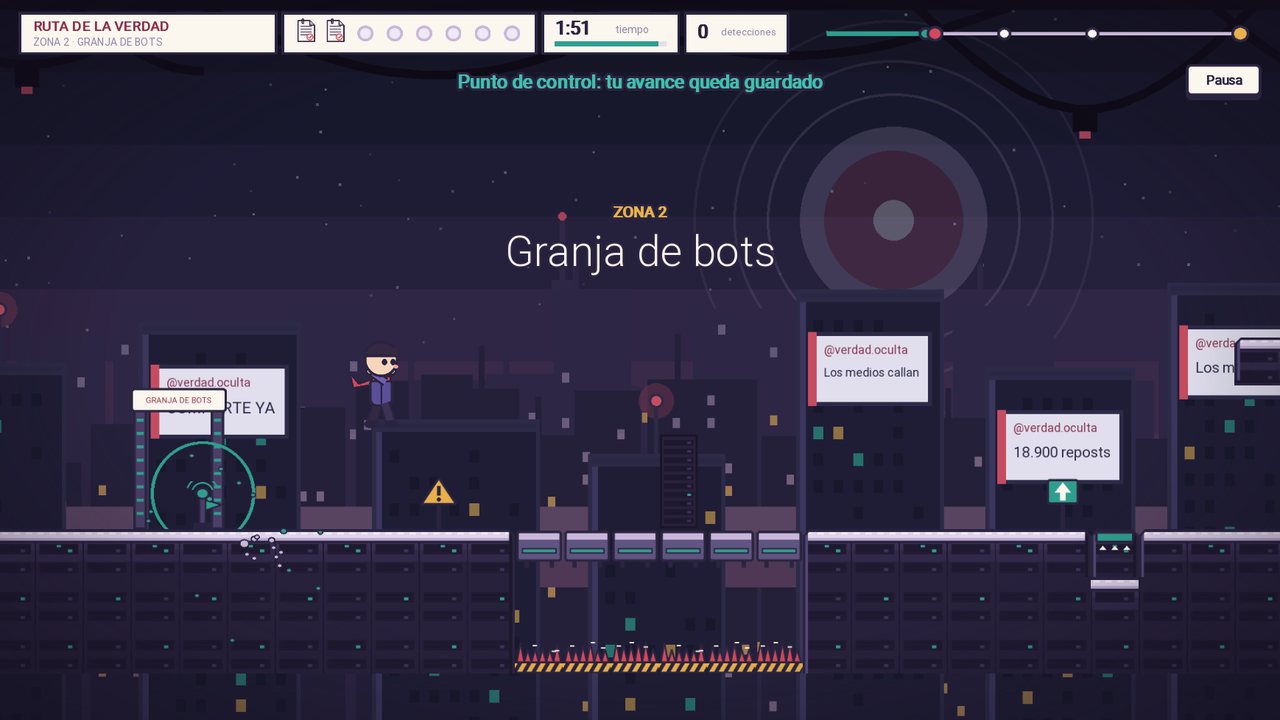 RUTA DE LA VERDAD
ZONA 2 · GRANJA DE BOTS
1:51 tiempo
0 detecciones
Punto de control: tu avance queda guardado
Pausa
ZONA 2
Granja de bots
@verdad.oculta
GRANJA DE BOTS
YA
@verdad.oculta
Los medios callan
@verdad.oculta
18.900 reposts
Los